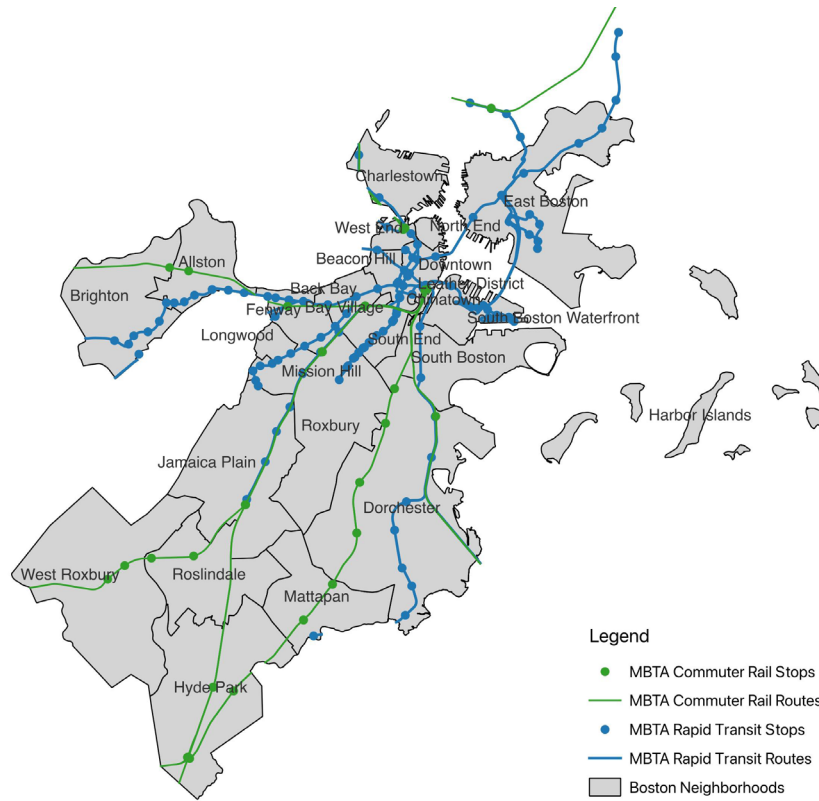 Charlestown
East Boston
West End
North End
Beacon Hill
Downtown
Allston
Leather District
Back Bay
Chinatown
Brighton
Fenway
Bay Village
South Boston Waterfront
Longwood
South End
South Boston
Mission Hill
Harbor Islands
Roxbury
Jamaica Plain
Dorchester
West Roxbury
Roslindale
Mattapan
Hyde Park
Legend
MBTA Commuter Rail Stops
MBTA Commuter Rail Routes
MBTA Rapid Transit Stops
MBTA Rapid Transit Routes
Boston Neighborhoods